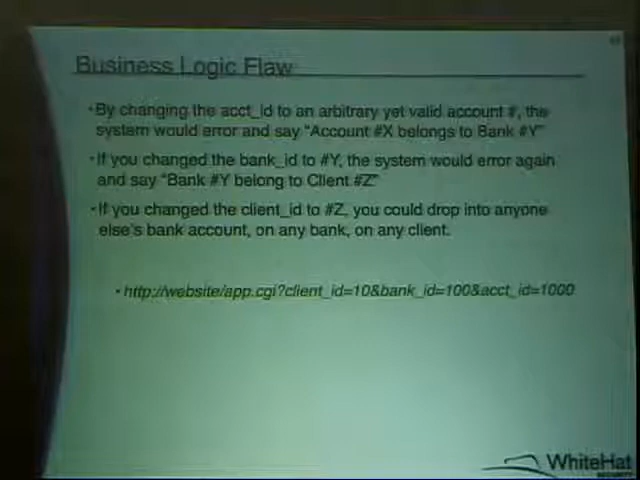 Business Logic Flaw
•By changing the acct_id to an arbitrary yet valid account #, the
system would error and say "Account #X belongs to Bank #Y"
•If you changed the bank_id to #Y, the system would error again
and say "Bank #Y belong to Client #Z"
•If you changed the client_id to #Z, you could drop into anyone
else's bank account, on any bank, on any client.
•http://website/app.cgi?client_id=10&bank_id=100&acct_id=1000
WhiteHat
SECURITY